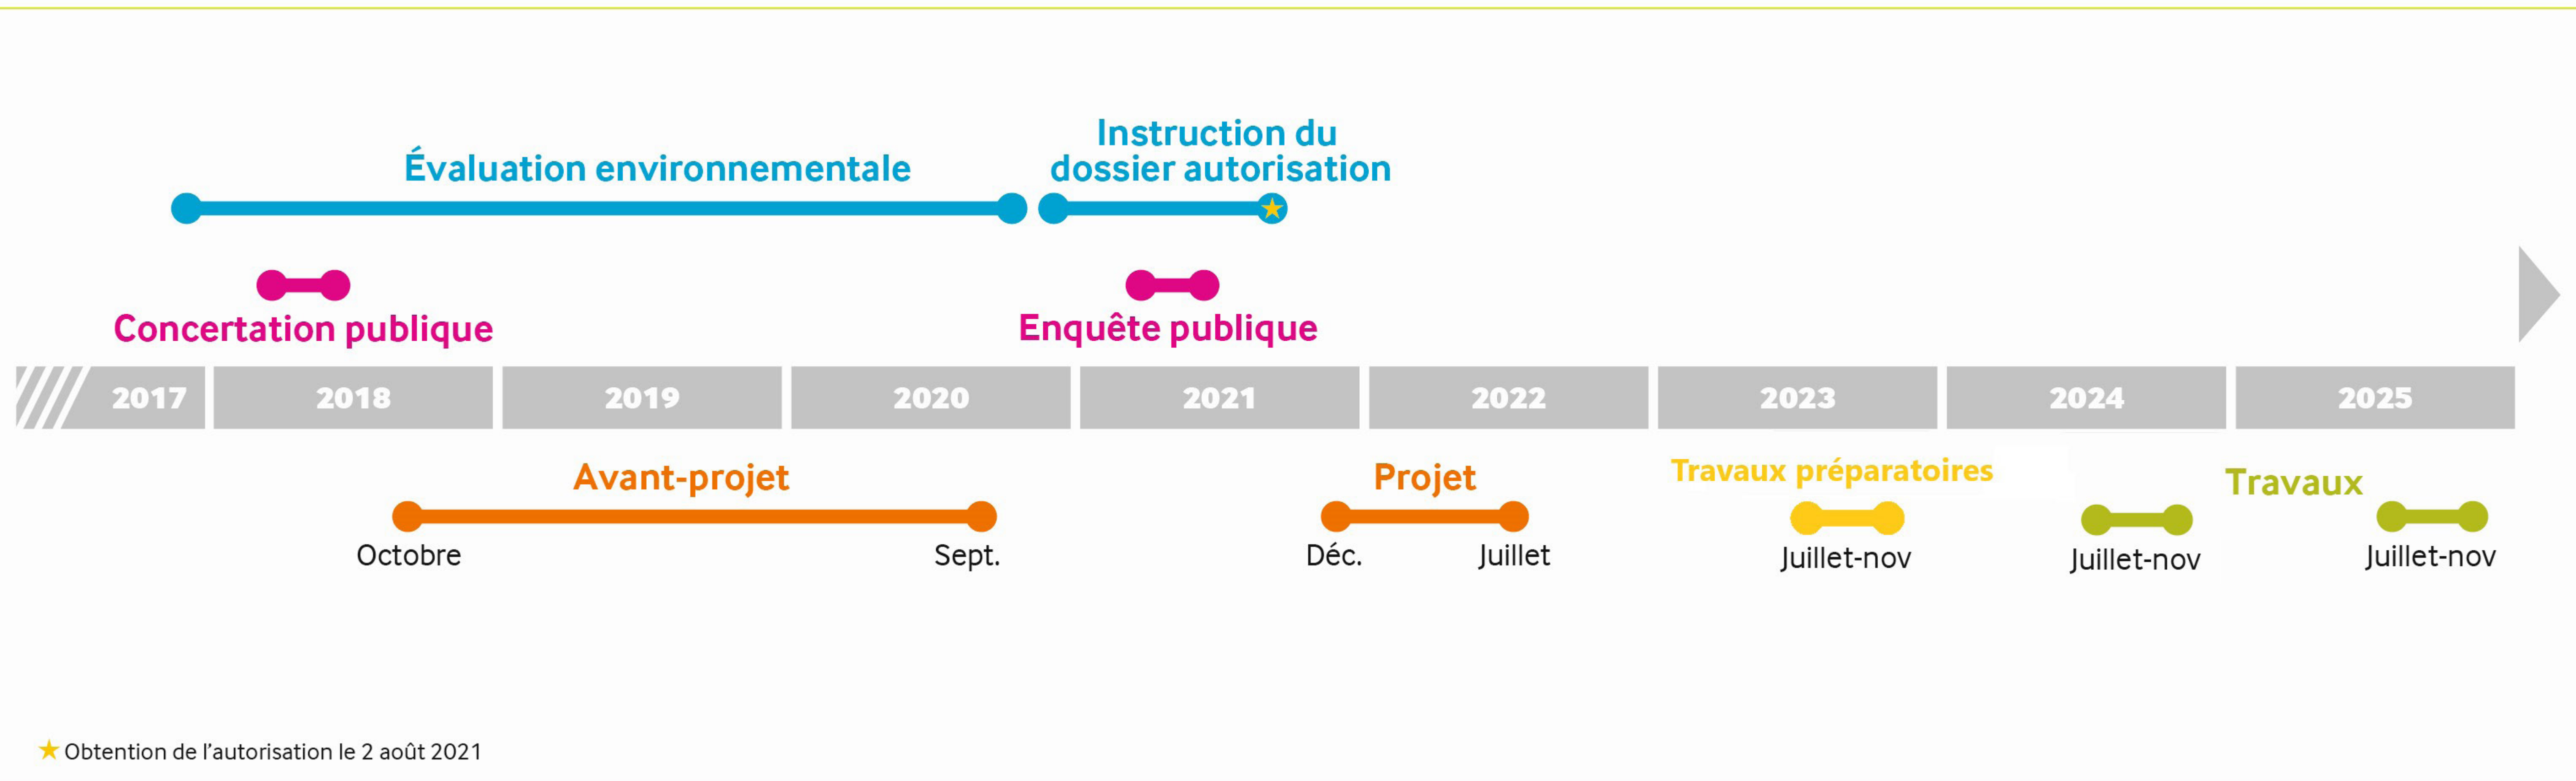 Instruction du
Évaluation environnementale dossier autorisation
Concertation publique Enquête publique
2017 2018 2019 2020 2021 2022 2023 2024 2025
Avant-projet Projet Travaux préparatoires Travaux
Octobre Sept. Déc. Juillet Juillet-nov Juillet-nov Juillet-nov
Obtention de l'autorisation le 2 août 2021